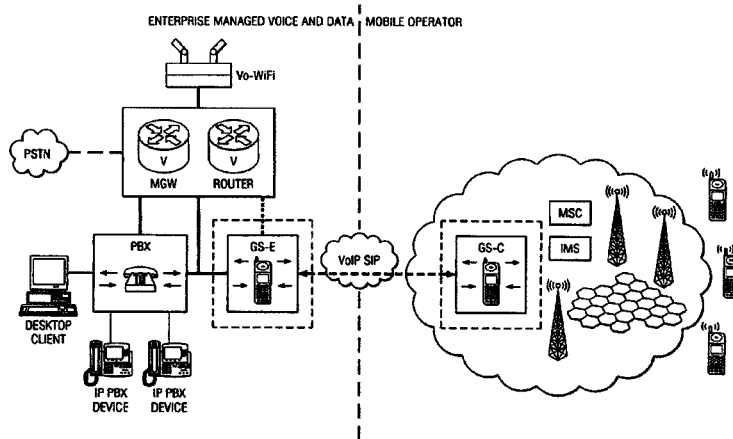 ENTERPRISE MANAGED VOICE AND DATA
MOBILE OPERATOR
Vo-WiFi
PSTN
V
V
MGW
ROUTER
PBX
GS-E
VoIP SIP
GS-C
MSC
IMS
DESKTOP
CLIENT
IP PBX
DEVICE
IP PBX
DEVICE